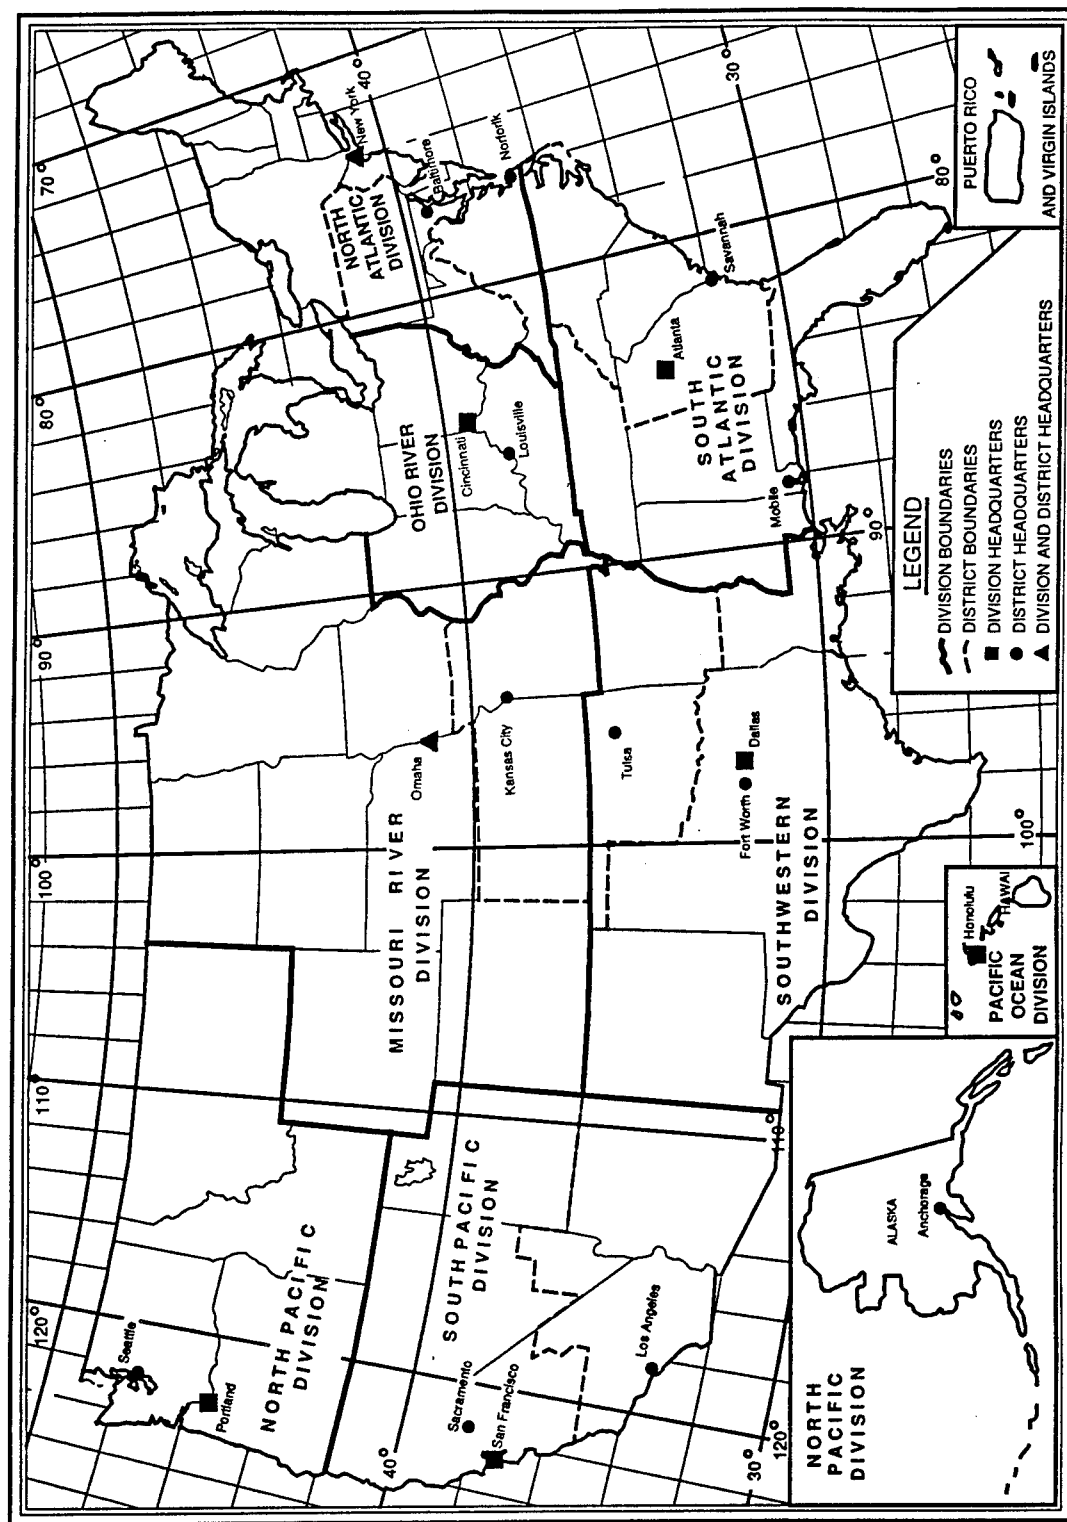 120°
110
100°
90°
80°
70°
Seattle
Portland
NORTH PACIFIC
DIVISION
40°
Sacramento
San Francisco
SOUTH PACIFIC
DIVISION
Los Angeles
30°
120°
110°
MISSOURI RIVER
DIVISION
Omaha
Kansas City
Tulsa
Fort Worth
Dallas
SOUTHWESTERN
DIVISION
100°
OHIO RIVER
DIVISION
Cincinnati
Louisville
NORTH
ATLANTIC
DIVISION
New York
40°
Baltimore
Norforlk
SOUTH
ATLANTIC
DIVISION
Atlanta
Savannah
Mobile
90°
80°
30°
NORTH
PACIFIC
DIVISION
ALASKA
Anchorage
PACIFIC
OCEAN
DIVISION
Honolulu
HAWAII
LEGEND
DIVISION BOUNDARIES
DISTRICT BOUNDARIES
DIVISION HEADQUARTERS
DISTRICT HEADQUARTERS
DIVISION AND DISTRICT HEADQUARTERS
PUERTO RICO
AND VIRGIN ISLANDS